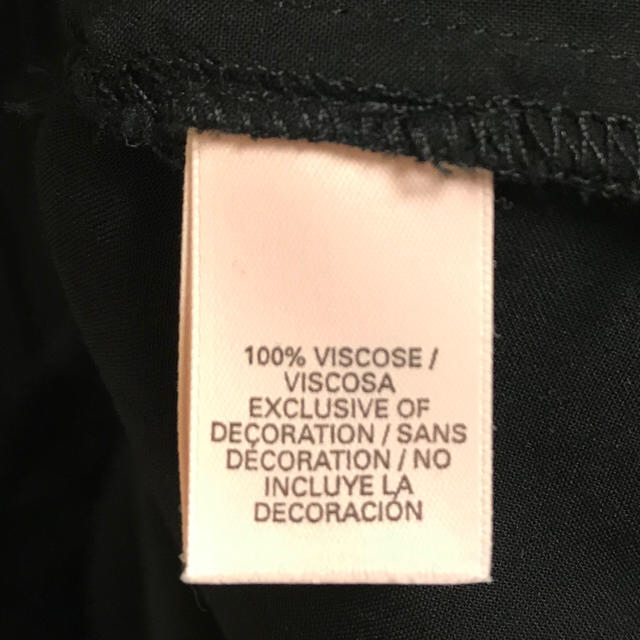 100% VISCOSE /
VISCOSA
EXCLUSIVE OF
DECORATION / SANS
DÉCORATION / NO
INCLUYE LA
DECORACIÓN